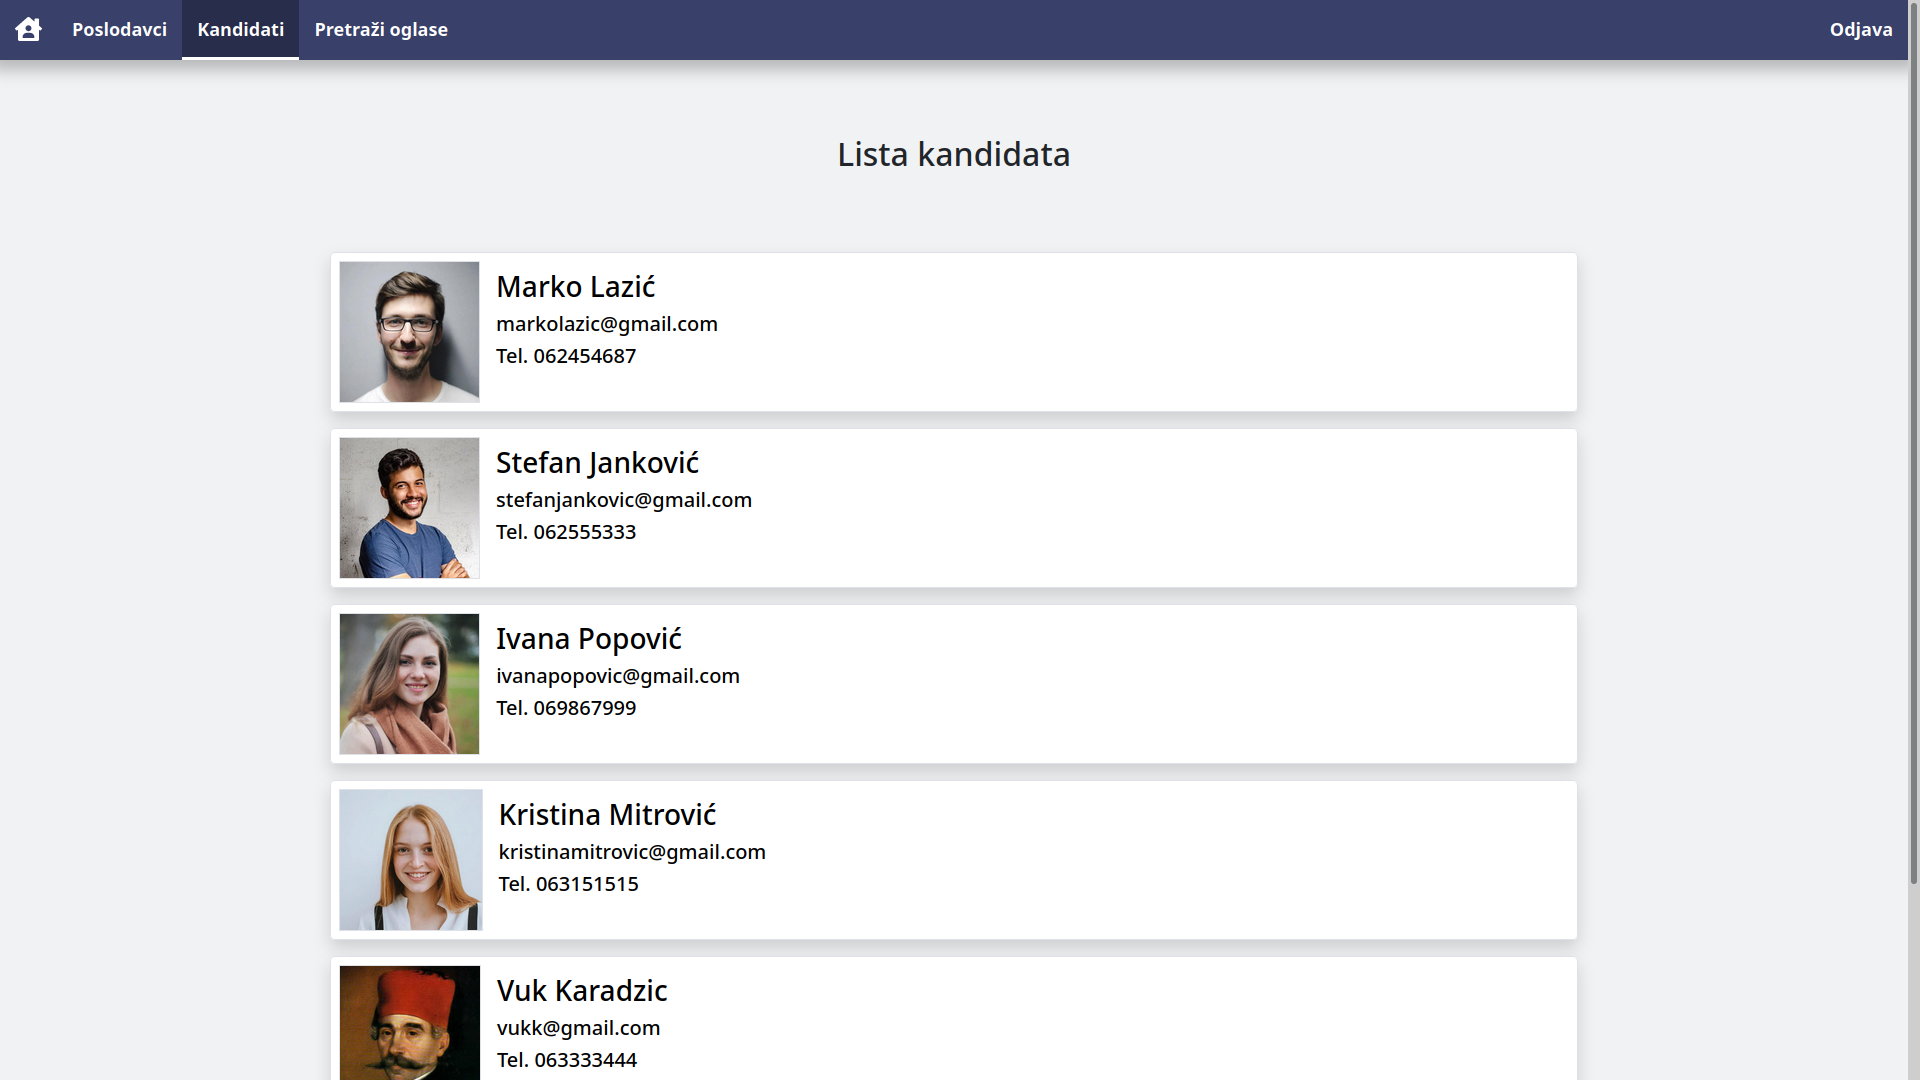 Poslodavci Kandidati Pretraži oglase Odjava
Lista kandidata
Marko Lazić
markolazic@gmail.com
Tel. 062454687
Stefan Janković
stefanjankovic@gmail.com
Tel. 062555333
Ivana Popović
ivanapopovic@gmail.com
Tel. 069867999
Kristina Mitrović
kristinamitrovic@gmail.com
Tel. 063151515
Vuk Karadzic
vukk@gmail.com
Tel. 063333444